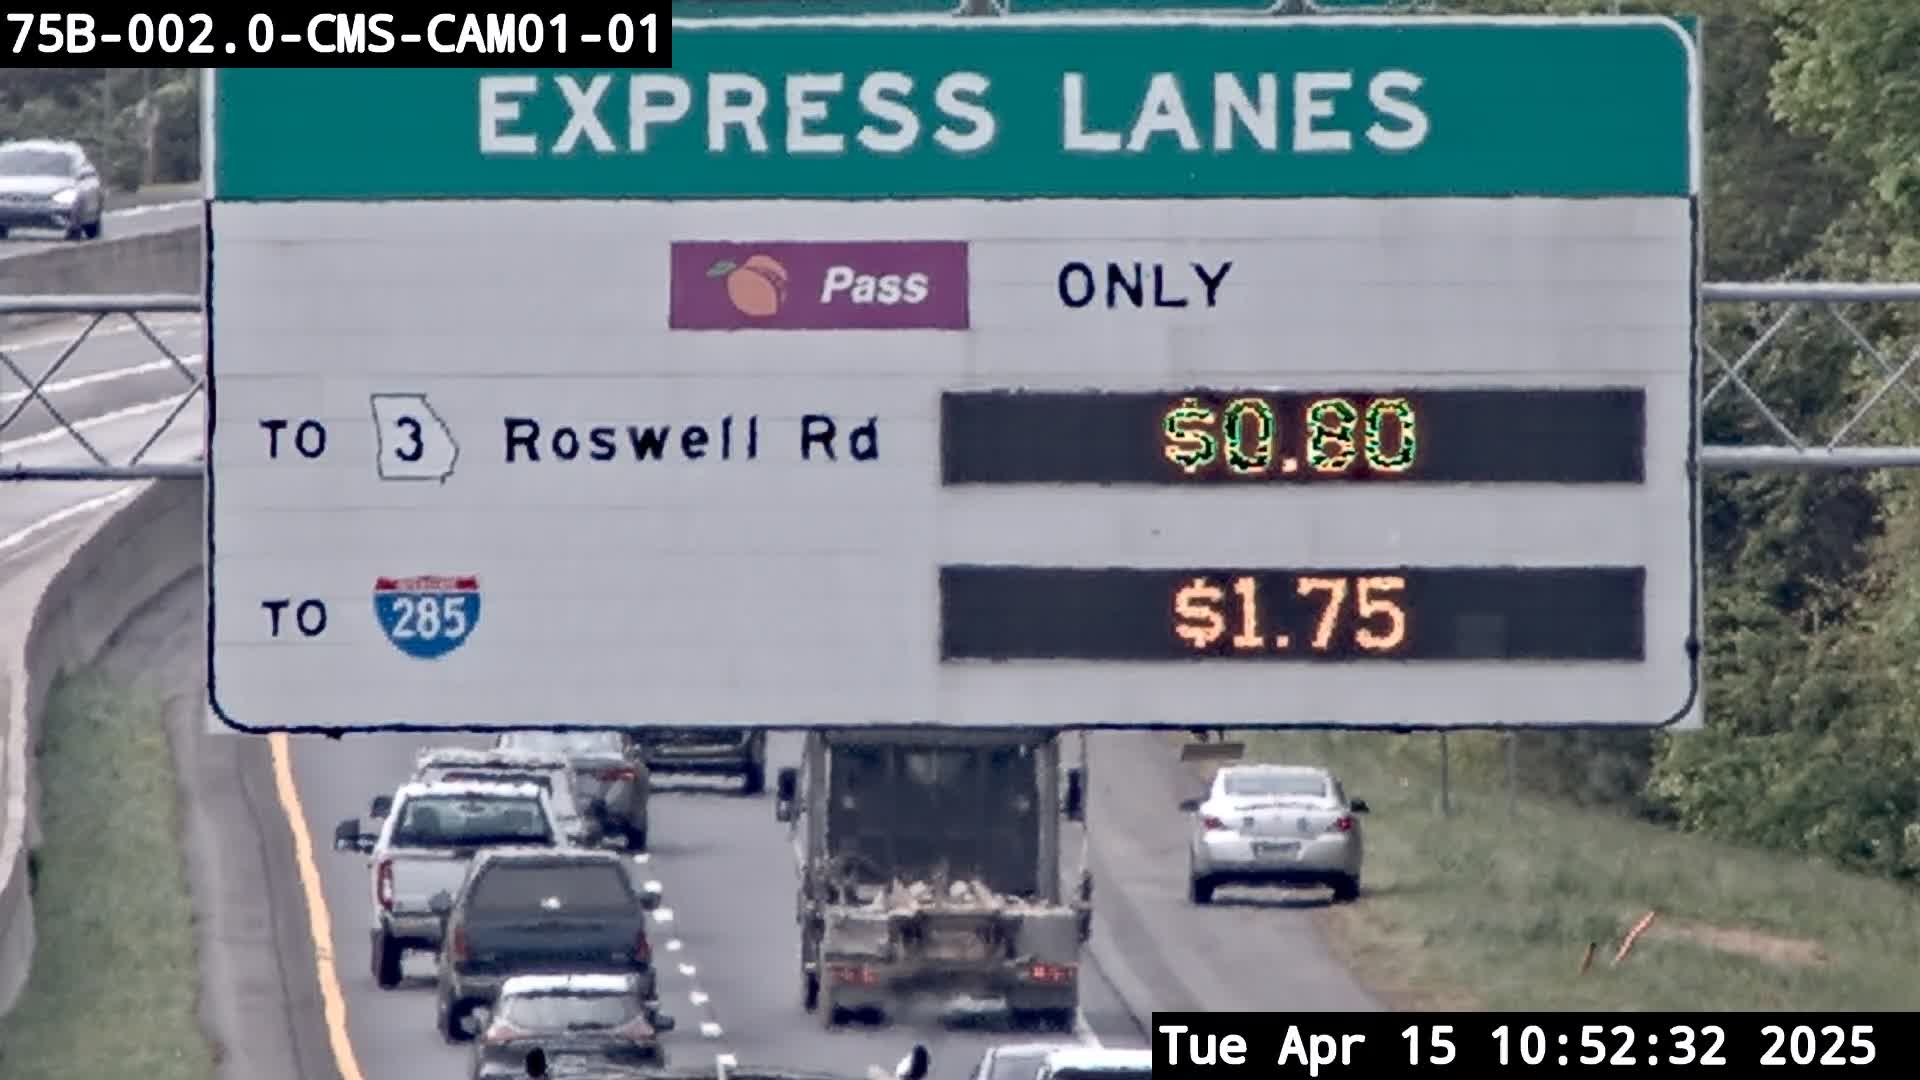 75B-002.0-CMS-CAM01-01
EXPRESS LANES
Pass ONLY
TO 3 Roswell Rd $0.80
TO 285 $1.75
Tue Apr 15 10:52:32 2025